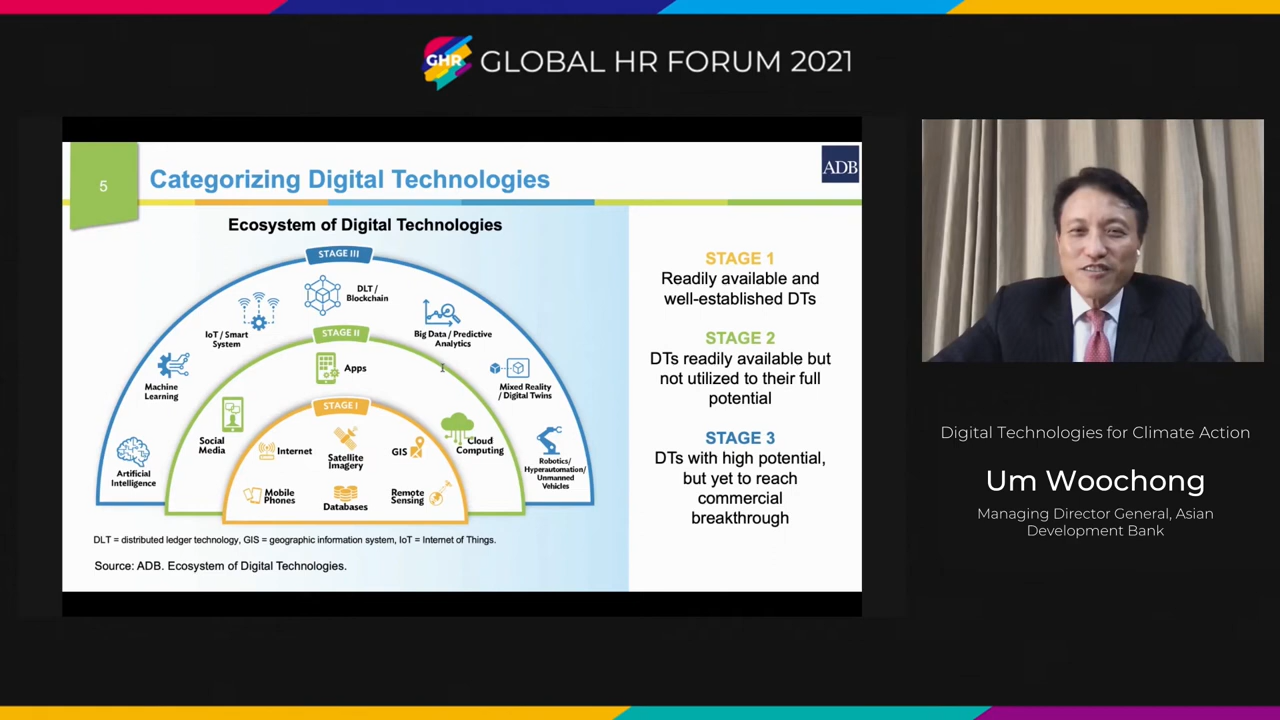 GHR
GLOBAL HR FORUM 2021
5
Categorizing Digital Technologies
ADB
Ecosystem of Digital Technologies
STAGE III
DLT /
Blockchain
IoT / Smart
System
Big Data / Predictive
Analytics
Machine
Learning
Mixed Reality
/ Digital Twins
Artificial
Intelligence
Robotics/
Hyperautomation/
Unmanned
Vehicles
STAGE II
Apps
Social
Media
Cloud
Computing
STAGE I
Internet
Satellite
Imagery
GIS
Mobile
Phones
Databases
Remote
Sensing
DLT = distributed ledger technology, GIS = geographic information system, IoT = Internet of Things.
Source: ADB. Ecosystem of Digital Technologies.
STAGE 1
Readily available and
well-established DTs
STAGE 2
DTs readily available but
not utilized to their full
potential
STAGE 3
DTs with high potential,
but yet to reach
commercial
breakthrough
Digital Technologies for Climate Action
Um Woochong
Managing Director General, Asian
Development Bank